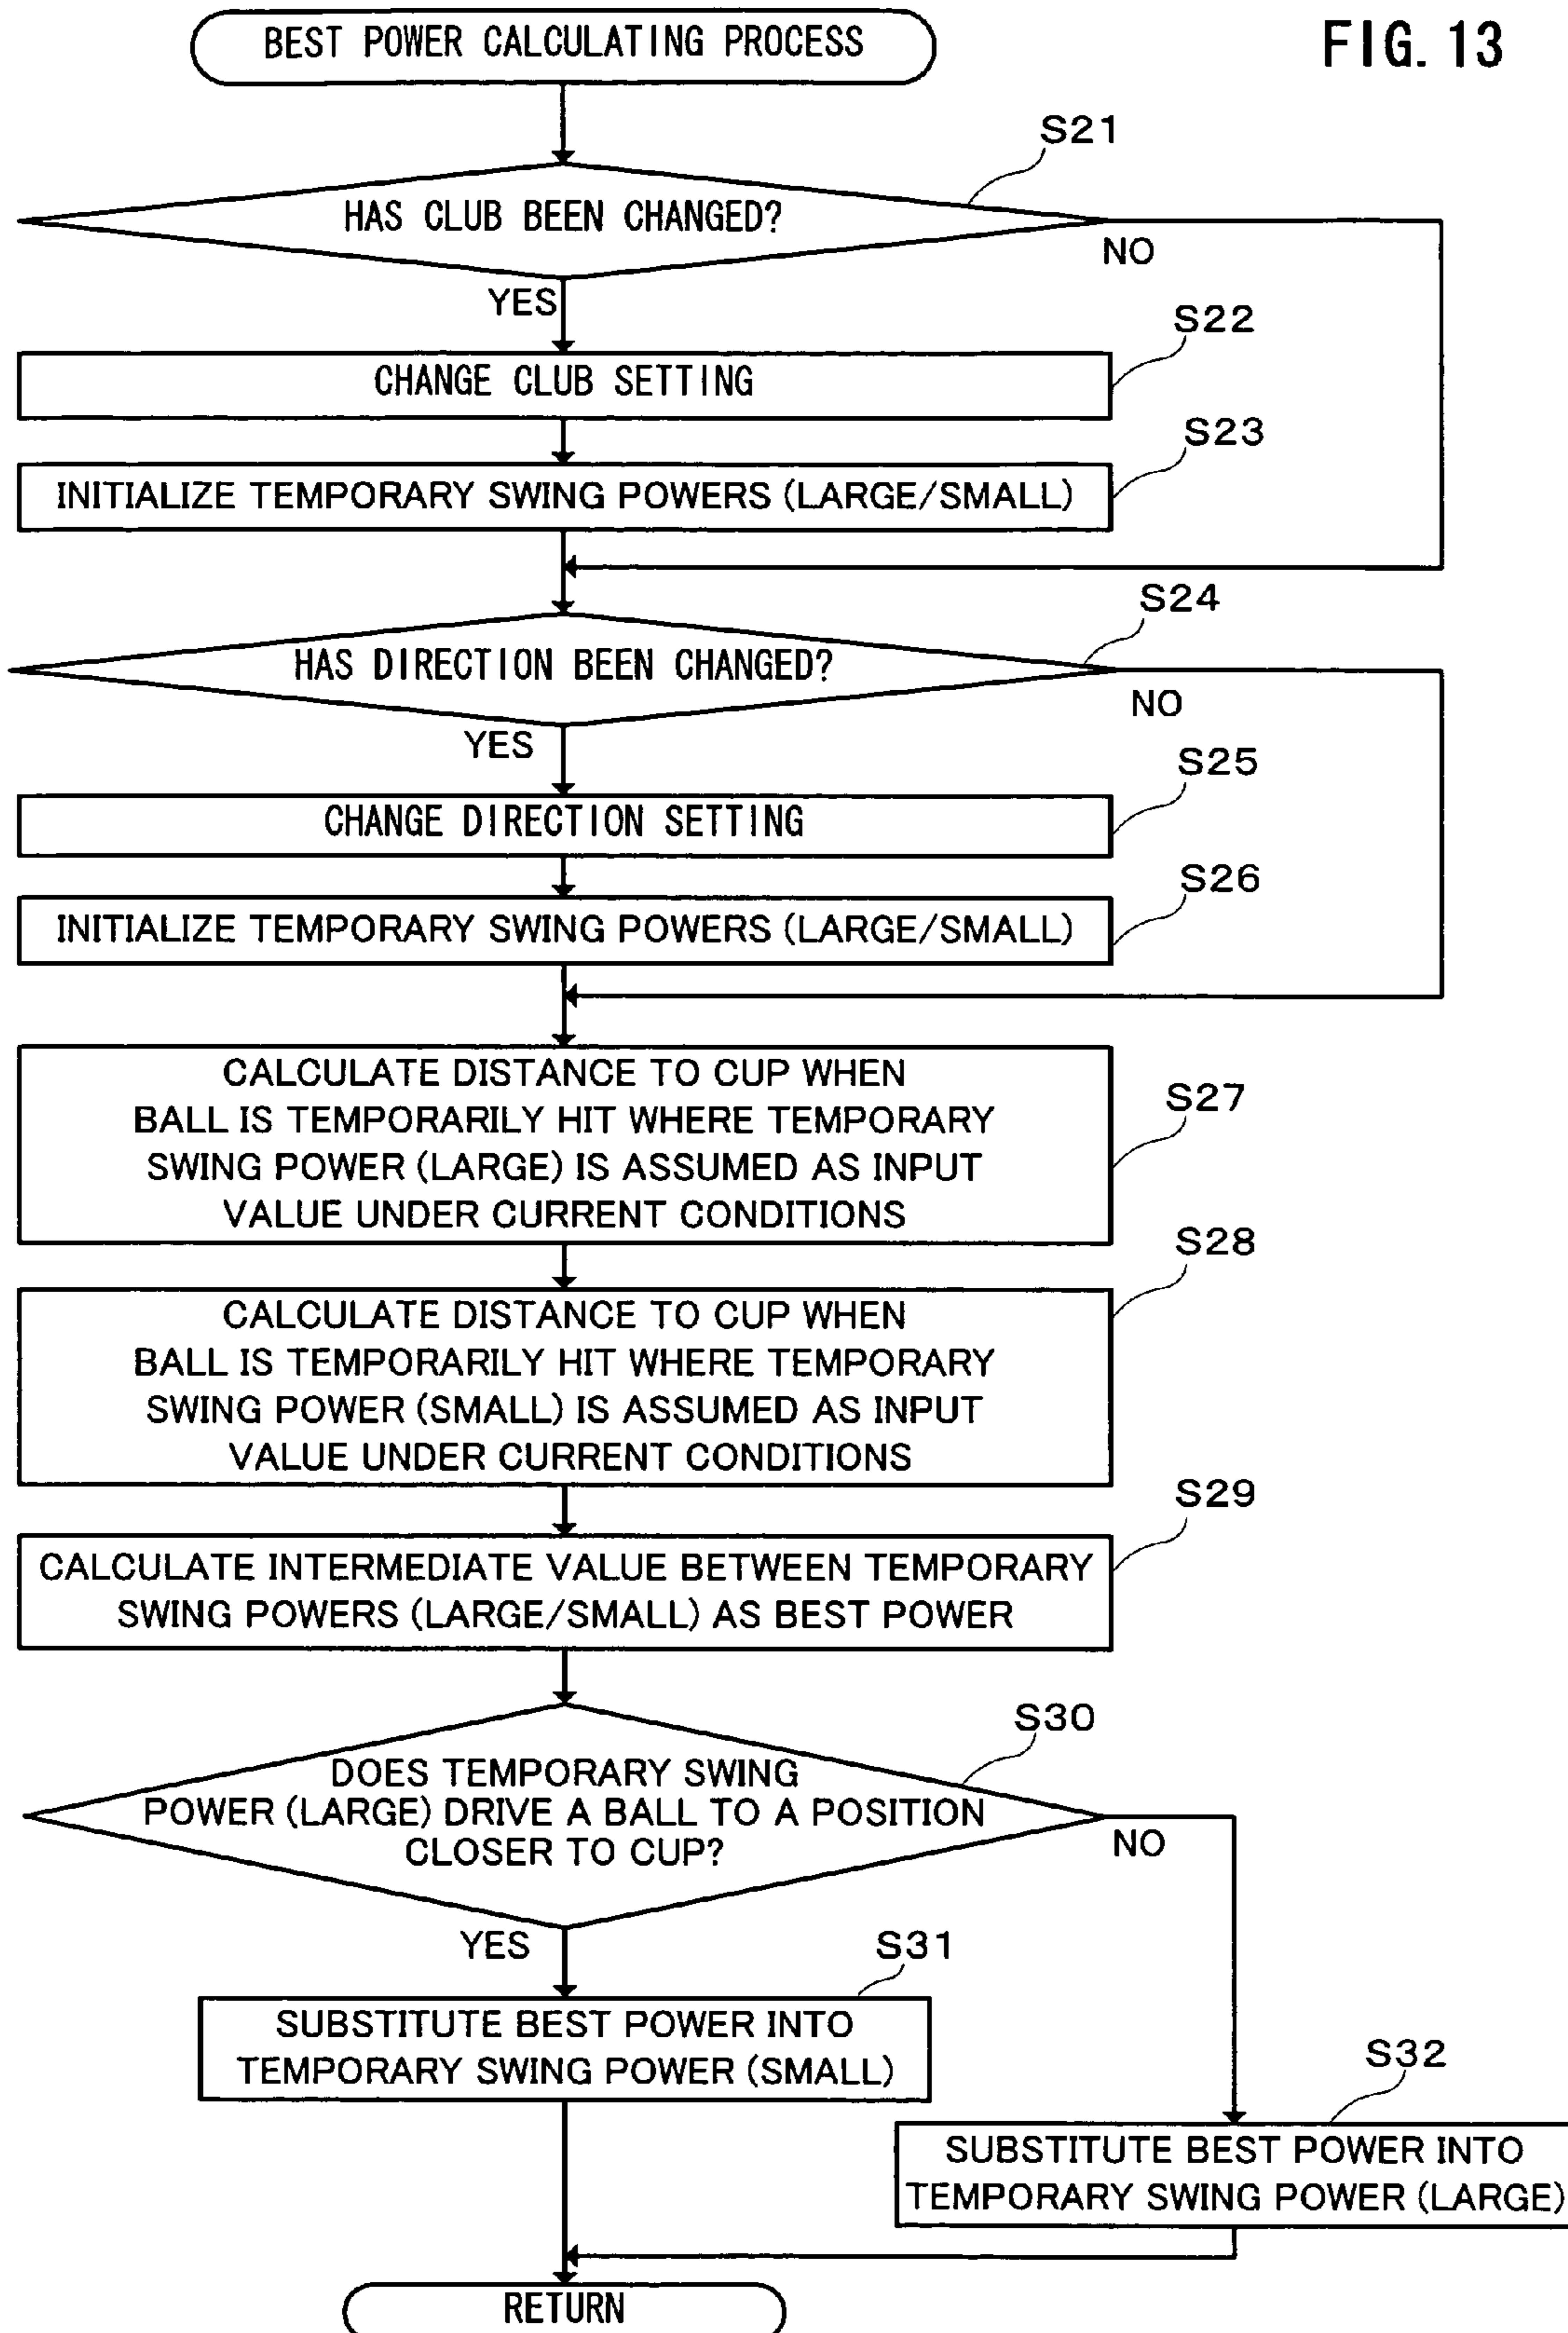 BEST POWER CALCULATING PROCESS
FIG. 13
S21
HAS CLUB BEEN CHANGED?
NO
YES
S22
CHANGE CLUB SETTING
S23
INITIALIZE TEMPORARY SWING POWERS (LARGE/SMALL)
S24
HAS DIRECTION BEEN CHANGED?
NO
YES
S25
CHANGE DIRECTION SETTING
S26
INITIALIZE TEMPORARY SWING POWERS (LARGE/SMALL)
CALCULATE DISTANCE TO CUP WHEN
BALL IS TEMPORARILY HIT WHERE TEMPORARY
SWING POWER (LARGE) IS ASSUMED AS INPUT
VALUE UNDER CURRENT CONDITIONS
S27
S28
CALCULATE DISTANCE TO CUP WHEN
BALL IS TEMPORARILY HIT WHERE TEMPORARY
SWING POWER (SMALL) IS ASSUMED AS INPUT
VALUE UNDER CURRENT CONDITIONS
S29
CALCULATE INTERMEDIATE VALUE BETWEEN TEMPORARY
SWING POWERS (LARGE/SMALL) AS BEST POWER
S30
DOES TEMPORARY SWING
POWER (LARGE) DRIVE A BALL TO A POSITION
CLOSER TO CUP?
NO
YES
S31
SUBSTITUTE BEST POWER INTO
TEMPORARY SWING POWER (SMALL)
S32
SUBSTITUTE BEST POWER INTO
TEMPORARY SWING POWER (LARGE)
RETURN